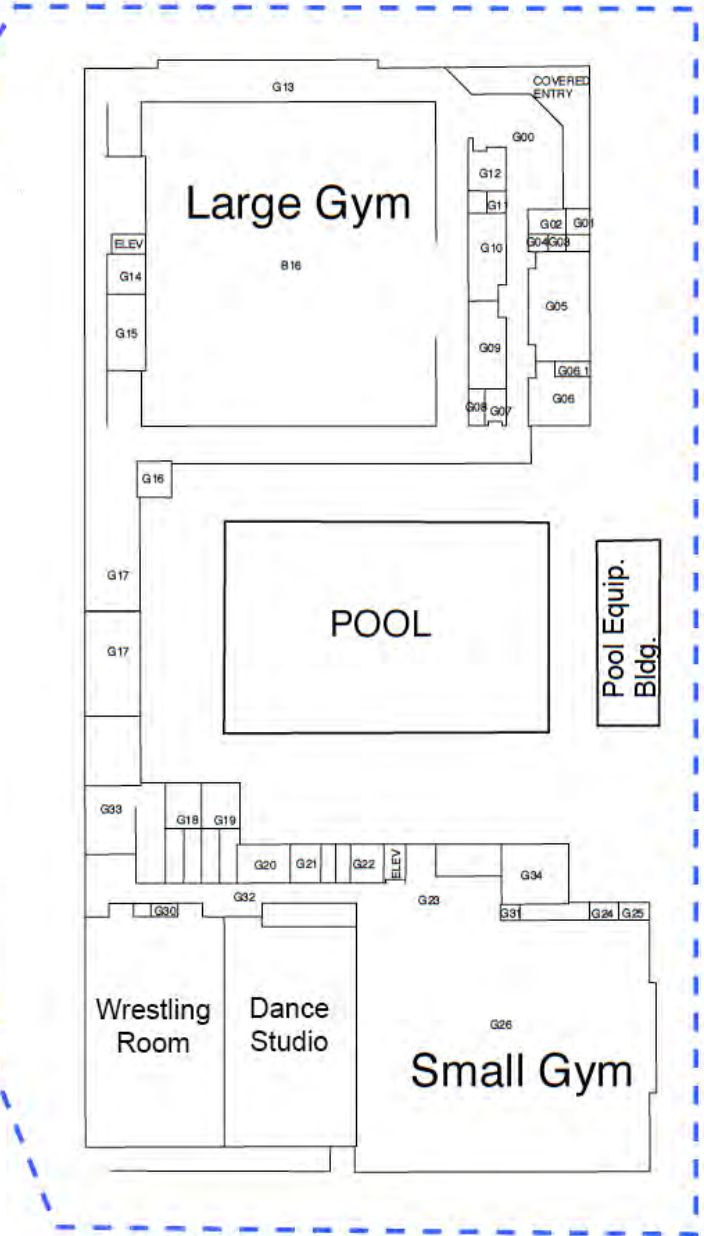 COVERED
ENTRY
G13
G00
G12
Large Gym
G11
G02
G01
ELEV
G10
G04
G03
B16
G14
G05
G15
G09
G06.1
G06
G08
G07
G16
G17
POOL
Pool Equip.
Bldg.
G17
G33
G18
G19
G20
G21
G22
ELEV
G34
G32
G23
G30
G31
G24
G25
Wrestling
Room
Dance
Studio
G26
Small Gym